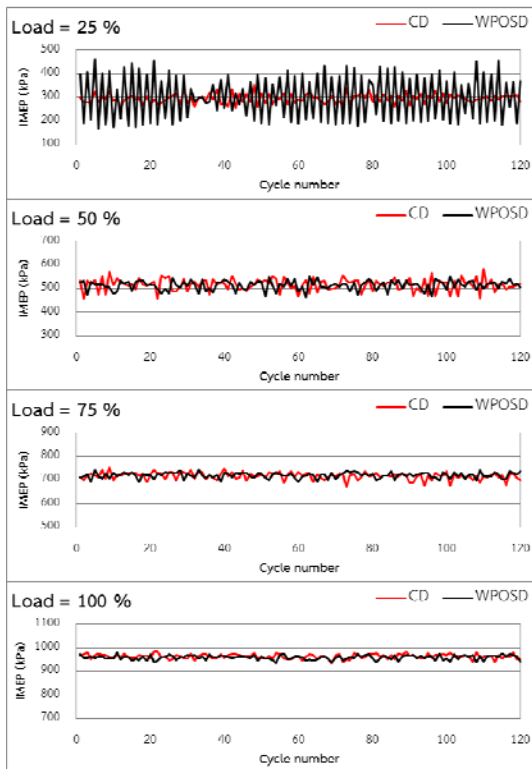 Load = 25 %
CD WPOSD
IMEP (kPa)
500
400
300
200
100
0 20 40 60 80 100 120
Cycle number
Load = 50 %
CD WPOSD
IMEP (kPa)
700
600
500
400
300
0 20 40 60 80 100 120
Cycle number
Load = 75 %
CD WPOSD
IMEP (kPa)
900
800
700
600
500
0 20 40 60 80 100 120
Cycle number
Load = 100 %
CD WPOSD
IMEP (kPa)
1100
1000
900
800
700
0 20 40 60 80 100 120
Cycle number